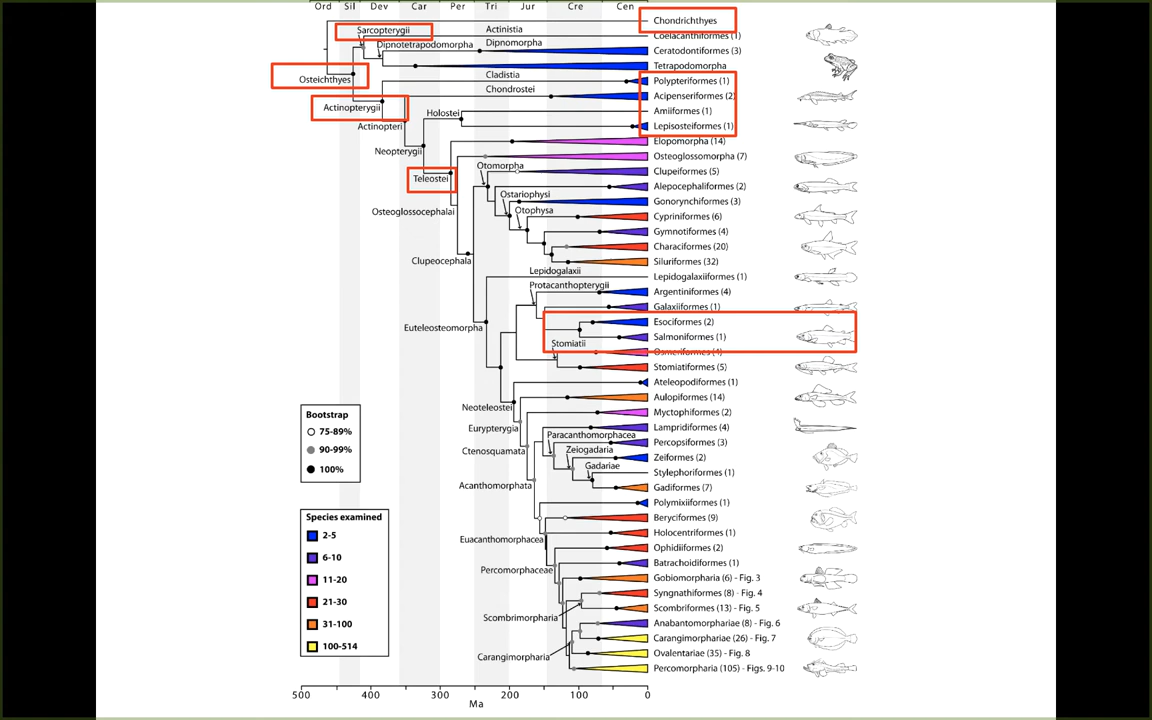 Ord Sil Dev Car Per Tri Jur Cre Cen
Chondrichthyes
Sarcopterygii Actinistia
Coelacanthiformes (1)
Dipnotetrapodomorpha Dipnomorpha
Ceratodontiformes (3)
Tetrapodomorpha
Osteichthyes Cladistia
Polypteriformes (1)
Chondrostei
Acipenseriformes (2)
Actinopterygii
Holostei Amiiformes (1)
Actinopteri Lepisosteiformes (1)
Elopomorpha (14)
Neopterygii
Osteoglossomorpha (7)
Otomorpha
Clupeiformes (5)
Teleostei
Alepocephaliformes (2)
Ostariophysi
Gonorynchiformes (3)
Osteoglossocephalai Otophysa
Cypriniformes (6)
Gymnotiformes (4)
Characiformes (20)
Clupeocephala Siluriformes (32)
Lepidogalaxii
Lepidogalaxiiformes (1)
Protacanthopterygii
Argentiniformes (4)
Galaxiiformes (1)
Euteleosteomorpha Esociformes (2)
Salmoniformes (1)
Stomiatii
Osmeriformes (4)
Stomiatiformes (5)
Ateleopodiformes (1)
Aulopiformes (14)
Neoteleostei
Myctophiformes (2)
Eurypterygia Lampridiformes (4)
Paracanthomorphacea
Percopsiformes (3)
Ctenosquamata Zeiogadaria
Zeiformes (2)
Gadariae
Stylephoriformes (1)
Acanthomorphata Gadiformes (7)
Polymixiiformes (1)
Beryciformes (9)
Holocentriformes (1)
Euacanthomorphacea
Ophidiiformes (2)
Batrachoidiformes (1)
Percomorphaceae
Gobiomorpharia (6) - Fig. 3
Syngnathiformes (8) - Fig. 4
Scombriformes (13) - Fig. 5
Scombrimorpharia
Anabantomorphariae (8) - Fig. 6
Carangimorphariae (26) - Fig. 7
Carangimorpharia Ovalentariae (35) - Fig. 8
Percomorpharia (105) - Figs. 9-10
Bootstrap
75-89%
90-99%
100%
Species examined
2-5
6-10
11-20
21-30
31-100
100-514
500 400 300 200 100 0
Ma